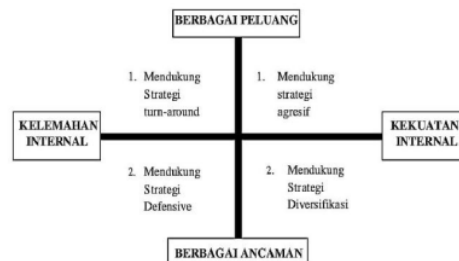 BERBAGAI PELUANG
1. Mendukung
Strategi
turn-around
1. Mendukung
strategi
agresif
KELEMAHAN
INTERNAL
KEKUATAN
INTERNAL
2. Mendukung
Strategi
Defensive
2. Mendukung
Strategi
Diversifikasi
BERBAGAI ANCAMAN